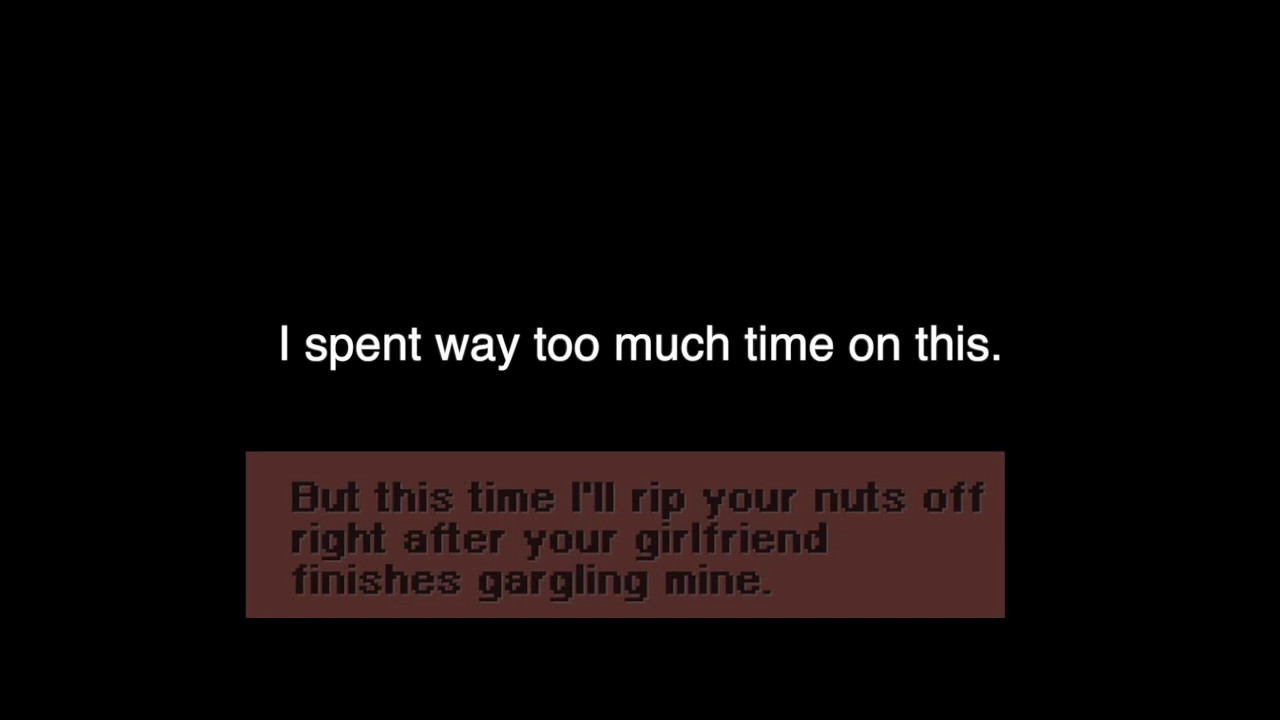 I spent way too much time on this.
But this time I'll rip your nuts off
right after your girlfriend
finishes gargling mine.